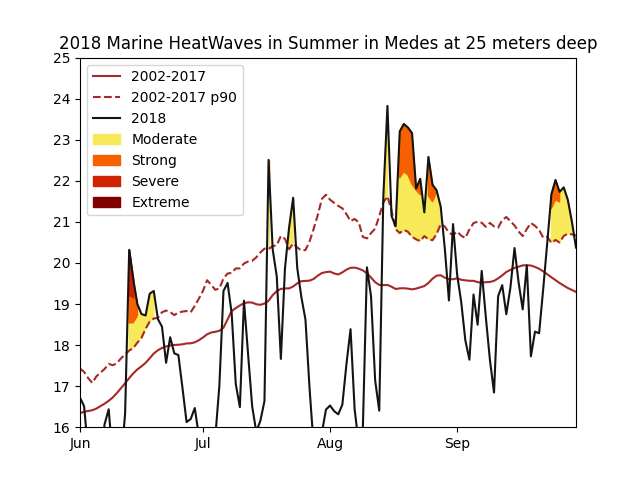 2018 Marine HeatWaves in Summer in Medes at 25 meters deep
25
24
23
22
21
20
19
18
17
16
2002-2017
2002-2017 p90
2018
Moderate
Strong
Severe
Extreme
Jun Jul Aug Sep